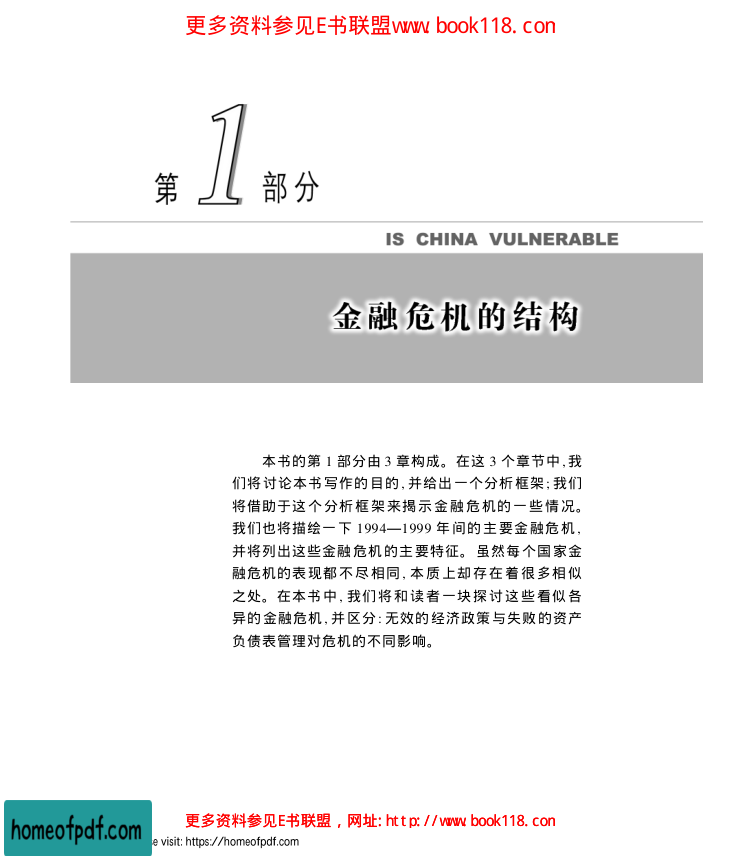 更多资料参见E书联盟www.book118.com
第1部分
IS CHINA VULNERABLE
金融危机的结构
本书的第 1 部分由 3 章构成。在这 3 个章节中,我
们将讨论本书写作的目的,并给出一个分析框架;我们
将借助于这个分析框架来揭示金融危机的一些情况。
我们也将描绘一下 1994—1999 年间的主要金融危机,
并将列出这些金融危机的主要特征。虽然每个国家金
融危机的表现都不尽相同,本质上却存在着很多相似
之处。在本书中,我们将和读者一块探讨这些看似各
异的金融危机,并区分:无效的经济政策与失败的资产
负债表管理对危机的不同影响。
更多资料参见E书联盟，网址:http://www.book118.com
homeofpdf.com
e visit: https://homeofpdf.com